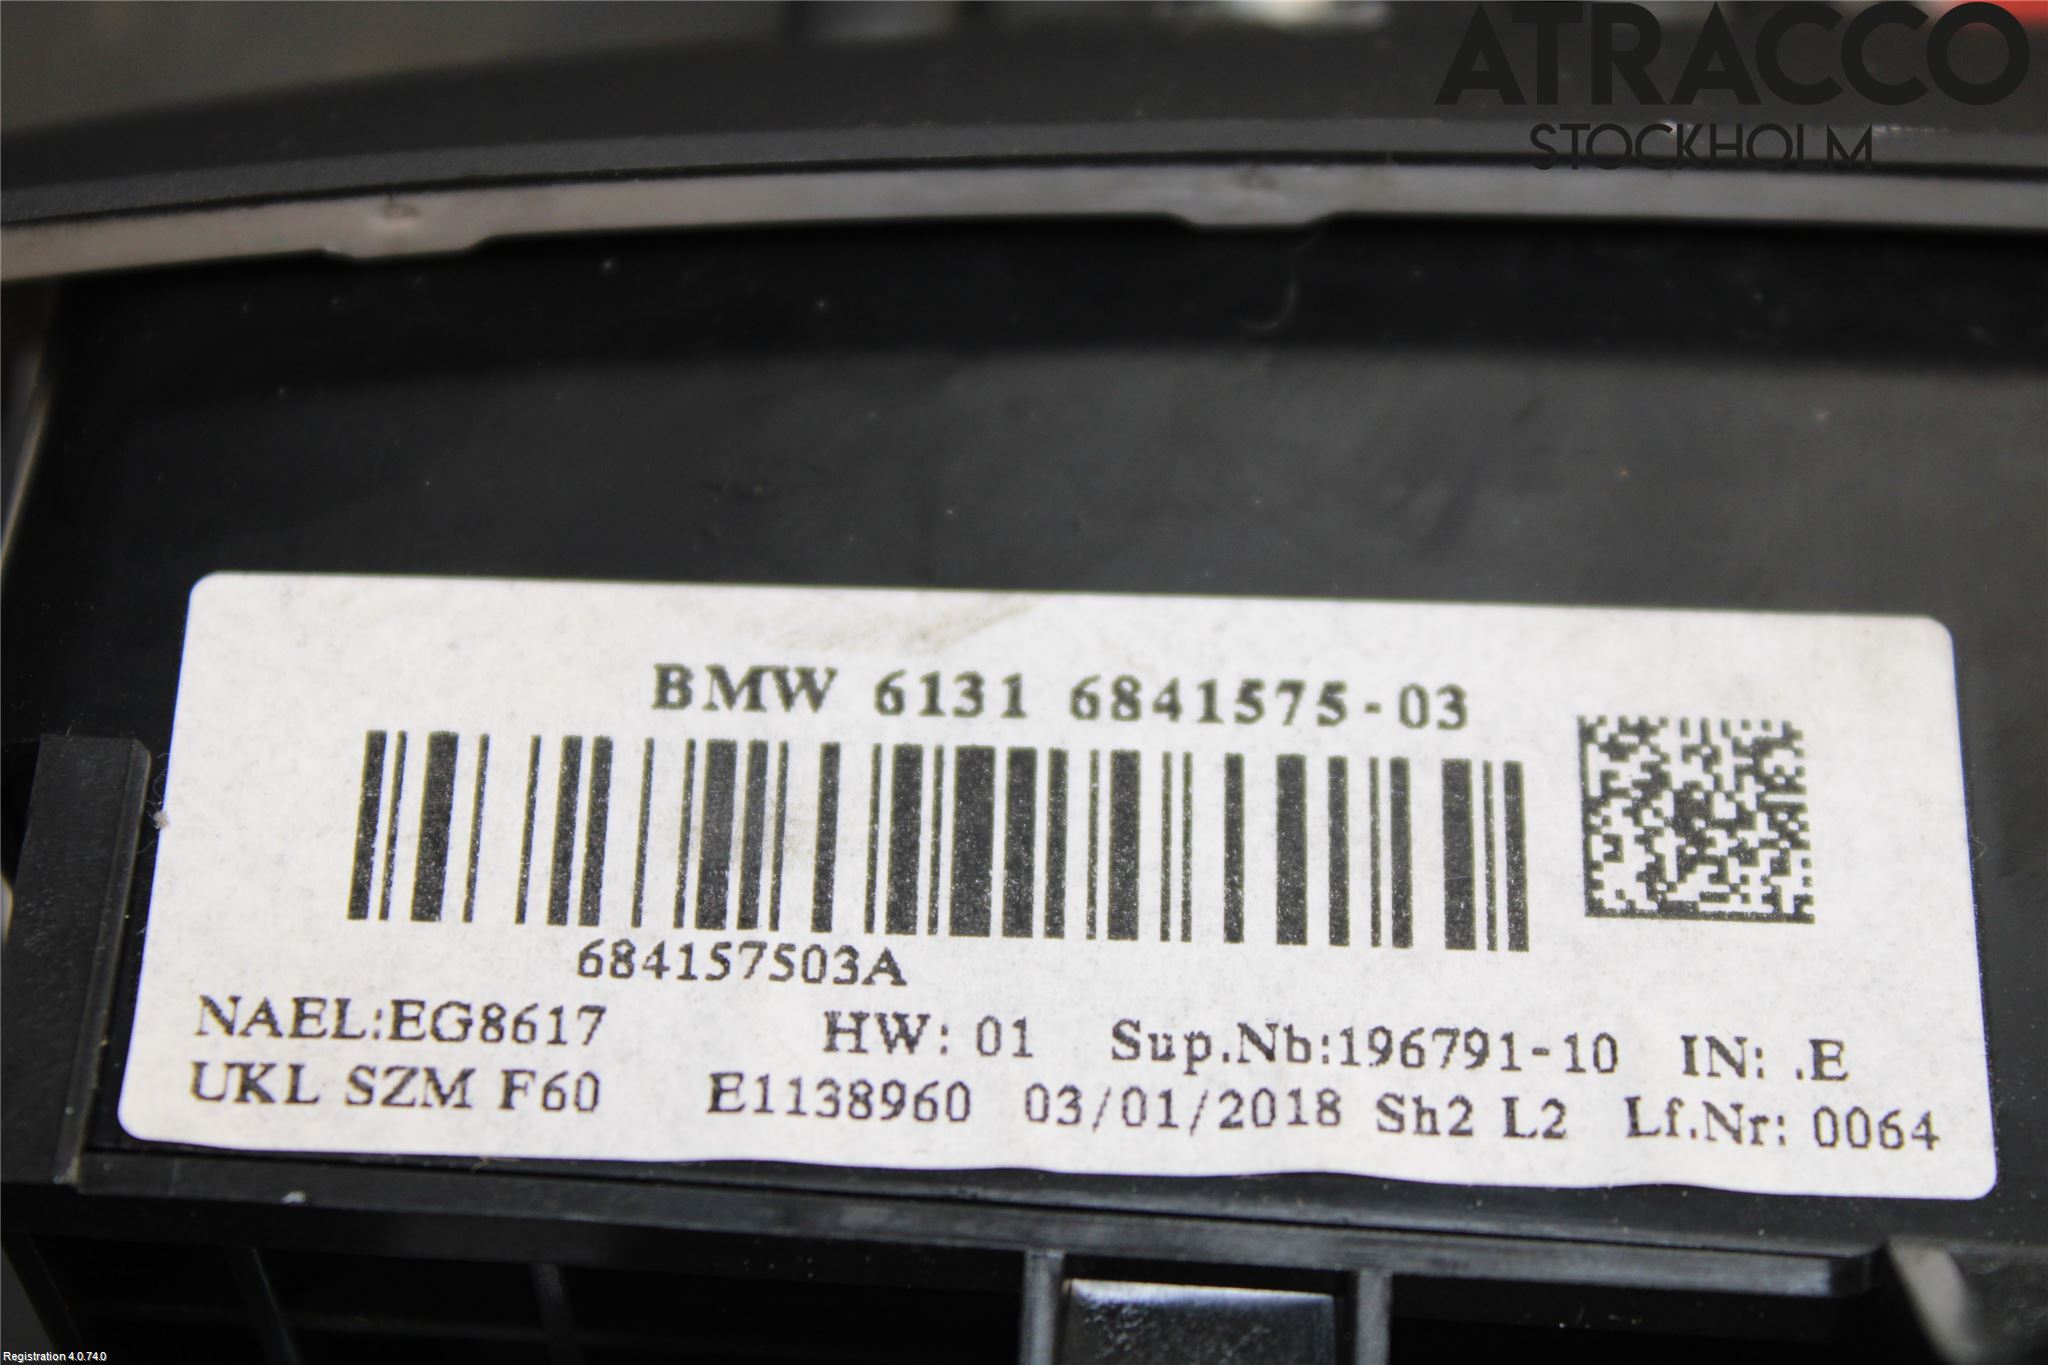 ATRACCO
STOCKHOLM
BMW 6131 6841575-03
684157503A
NAEL:EG8617 HW: 01 Sup.Nb:196791-10 IN: .E
UKL SZM F60 E1138960 03/01/2018 Sh2 L2 Lf.Nr: 0064
Registration 4.0.74.0